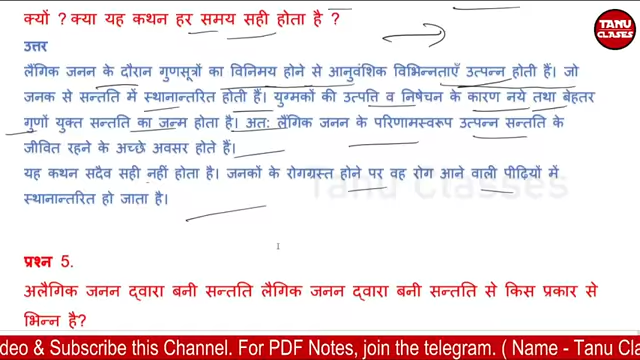 क्यों ? क्या यह कथन हर समय सही होता है ?
TANU
CLASES
उत्तर
लैंगिक जनन के दौरान गुणसूत्रों का विनिमय होने से आनुवंशिक विभिन्नताएँ उत्पन्न होती हैं। जो
जनक से सन्तति में स्थानान्तरित होती हैं। युग्मकों की उत्पत्ति व निषेचन के कारण नये तथा बेहतर
गुणों युक्त सन्तति का जन्म होता है। अत: लैंगिक जनन के परिणामस्वरूप उत्पन्न सन्तति के
जीवित रहने के अच्छे अवसर होते हैं।
यह कथन सदैव सही नहीं होता है। जनकों के रोगग्रस्त होने पर वह रोग आने वाली पीढ़ियों में
स्थानान्तरित हो जाता है।
Tanu Classes
प्रश्न 5.
अलैगिक जनन द्वारा बनी सन्तति लैगिक जनन द्वारा बनी सन्तति से किस प्रकार से
भिन्न है?
ideo & Subscribe this Channel. For PDF Notes, join the telegram. ( Name - Tanu Cla